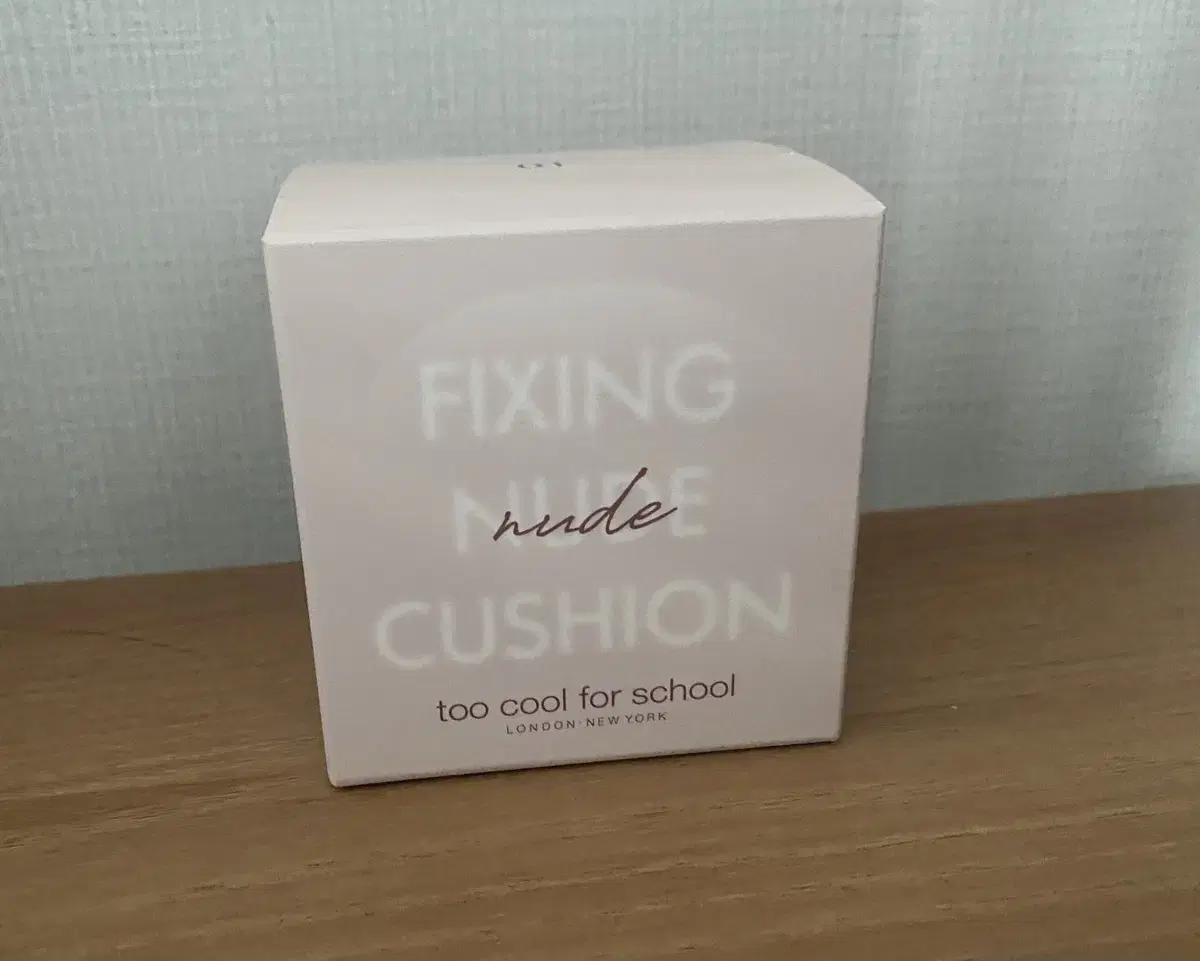 FIXING
NUDE
nude
CUSHION
too cool for school
LONDON·NEW YORK